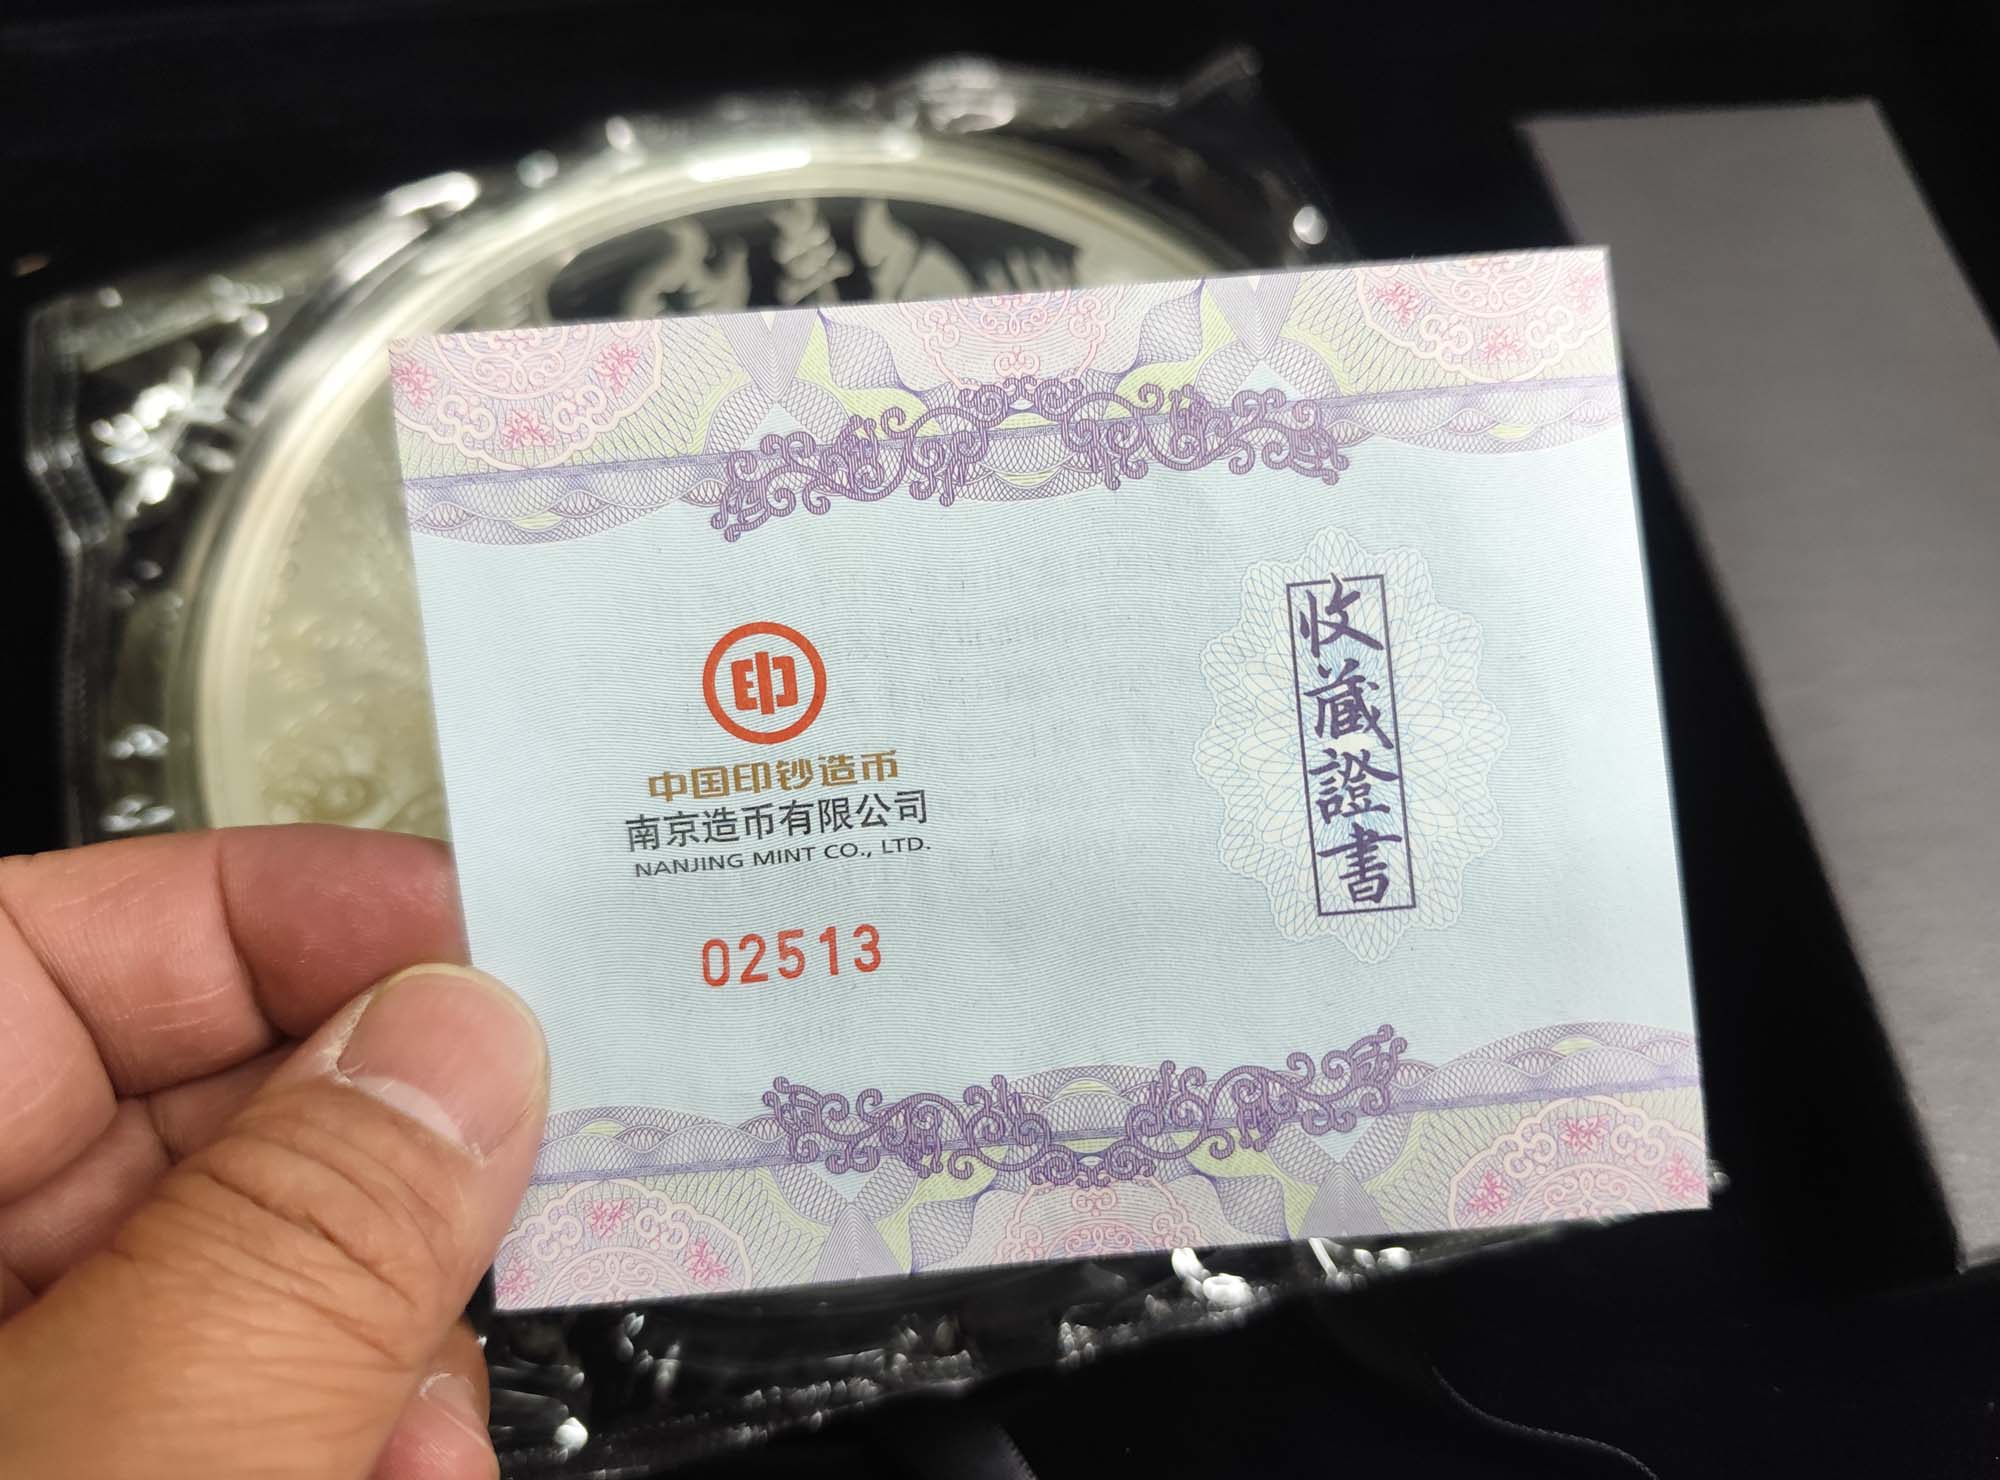 印
中国印钞造币
南京造币有限公司
NANJING MINT CO., LTD.
02513
收藏證書